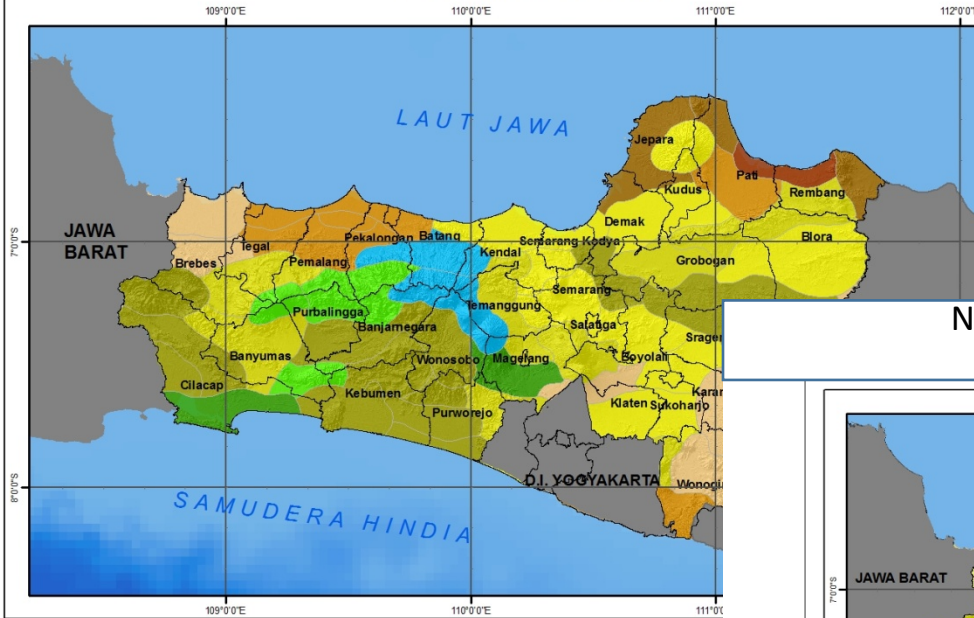 109°0'0"E 110°0'0"E 111°0'0"E 112°0'0"
LAUT JAWA
Jepara
Pati
Kudus
Rembang
JAWA
BARAT
Demak
Tegal
Pekalongan
Batang
Semarang Kodya
Blora
7°0'0"S
Brebes
Pemalang
Kendal
Grobogan
Semarang
Purbalingga
Temanggung
Banjarnegara
Salatiga
N
Sragen
Banyumas
Wonosobo
Magelang
Boyolali
Cilacap
Kebumen
Klaten
Sukoharjo
Karan
Purworejo
D.I. YOGYAKARTA
Wonogi
8°0'0"S
SAMUDERA HINDIA
109°0'0"E 110°0'0"E 111°0
JAWA BARAT
7°0'0"S